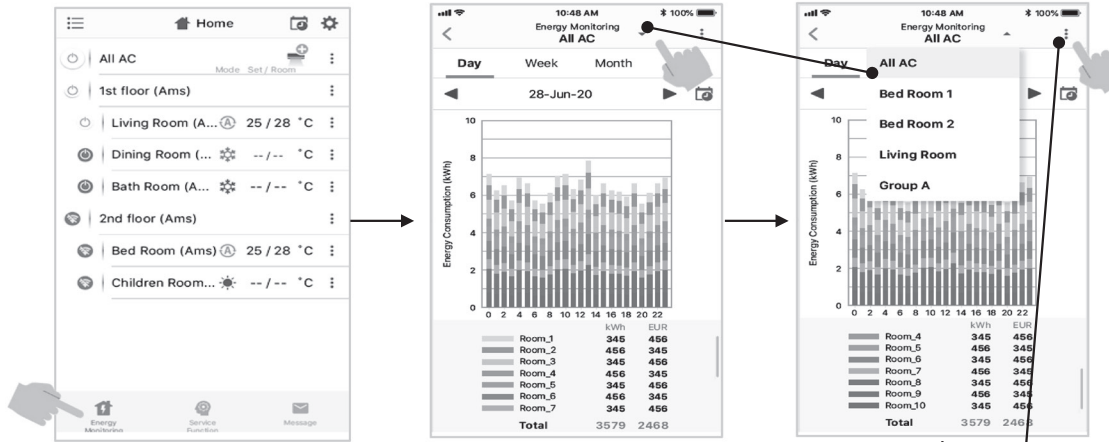 Home
All AC
Mode Set / Room
1st floor (Ams)
Living Room (A... A 25 / 28 °C
Dining Room (... -- / -- °C
Bath Room (A... -- / -- °C
2nd floor (Ams)
Bed Room (Ams) A 25 / 28 °C
Children Room... -- / -- °C
Energy Monitoring
Service Function
Message
10:48 AM 100%
Energy Monitoring
All AC
Day Week Month
28-Jun-20
Energy Consumption (kWh)
10
8
6
4
2
0
0 2 4 6 8 10 12 14 16 18 20 22
kWh EUR
Room_1 345 456
Room_2 456 345
Room_3 345 456
Room_4 456 345
Room_5 345 456
Room_6 456 345
Room_7 345 456
Total 3579 2468
10:48 AM 100%
Energy Monitoring
All AC
Day
All AC
Bed Room 1
Bed Room 2
Living Room
Group A
Energy Consumption (kWh)
10
8
6
4
2
0
0 2 4 6 8 10 12 14 16 18 20 22
kWh EUR
Room_4 345 456
Room_5 456 345
Room_6 345 456
Room_7 456 345
Room_8 345 456
Room_9 456 345
Room_10 345 456
Total 3579 2468